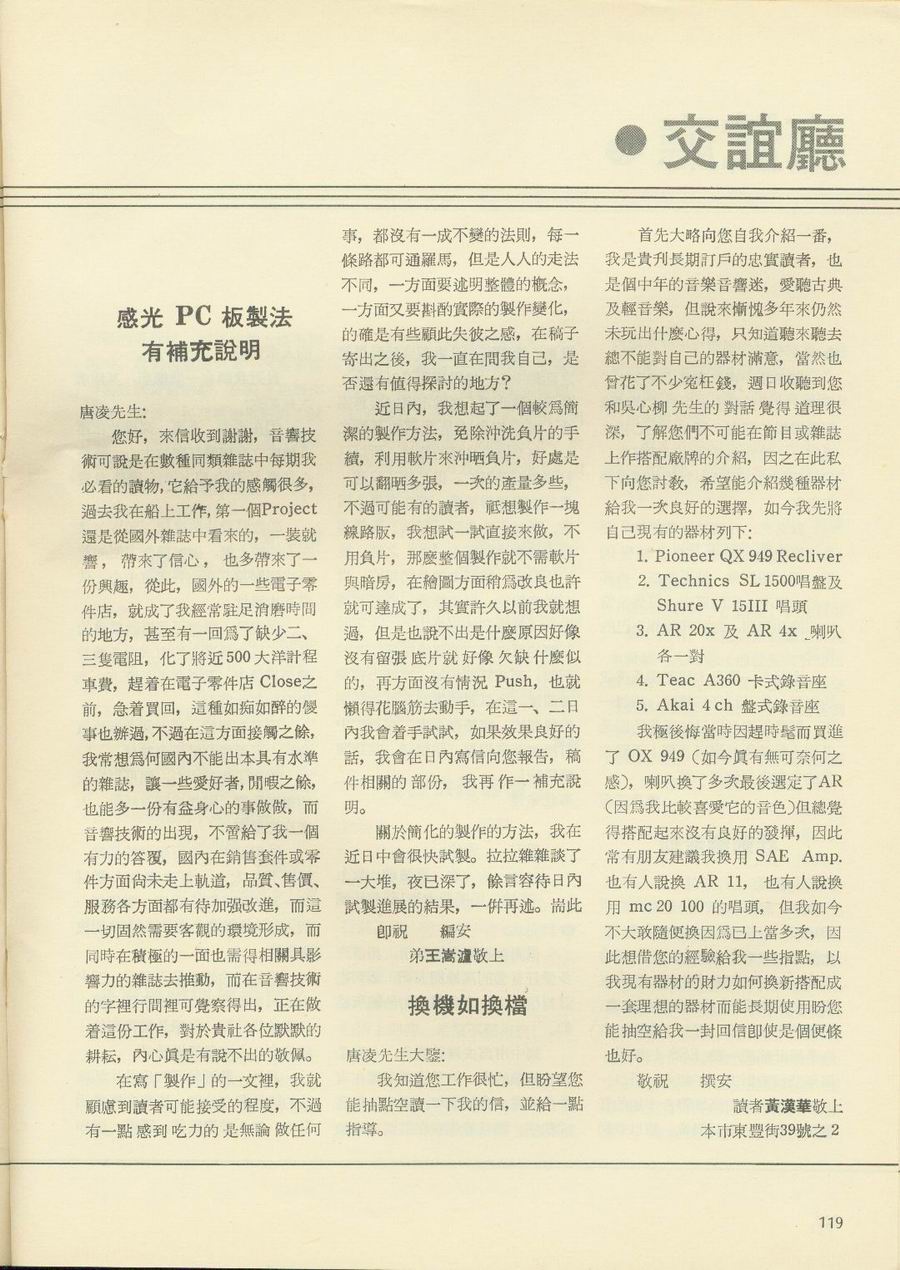 ●交誼廳
感光 PC 板製法
有補充說明
唐凌先生:
您好，來信收到謝謝，音響技
術可說是在數種同類雜誌中每期我
必看的讀物，它給予我的感觸很多，
過去我在船上工作，第一個Project
還是從國外雜誌中看來的，一裝就
響，帶來了信心，也多帶來了一
份興趣，從此，國外的一些電子零
件店，就成了我經常駐足消磨時間
的地方，甚至有一回爲了缺少二、
三隻電阻，化了將近500大洋計程
車費，趕着在電子零件店 Close之
前，急着買回，這種如痴如醉的傻
事也辦過，不過在這方面接觸之餘，
我常想爲何國內不能出本具有水準
的雜誌，讓一些愛好者，閒暇之餘，
也能多一份有益身心的事做做，而
音響技術的出現，不啻給了我一個
有力的答覆，國內在銷售套件或零
件方面尙未走上軌道，品質、售價、
服務各方面都有待加强改進，而這
一切固然需要客觀的環境形成，而
同時在積極的一面也需得相關具影
響力的雜誌去推動，而在音響技術
的字裡行間裡可覺察得出，正在做
着這份工作，對於貴社各位默默的
耕耘，內心眞是有說不出的敬佩。
在寫「製作」的一文裡，我就
顧慮到讀者可能接受的程度，不過
有一點感到吃力的是無論做任何
事，都沒有一成不變的法則，每一
條路都可通羅馬，但是人人的走法
不同，一方面要述明整體的概念，
一方面又要斟酌實際的製作變化，
的確是有些顧此失彼之感，在稿子
寄出之後，我一直在問我自己，是
否還有值得探討的地方？
近日內，我想起了一個較爲簡
潔的製作方法，免除沖洗負片的手
續，利用軟片來沖晒負片，好處是
可以翻晒多張，一次的產量多些，
不過可能有的讀者，祗想製作一塊
線路版，我想試一試直接來做，不
用負片，那麽整個製作就不需軟片
與暗房，在繪圖方面稍爲改良也許
就可達成了，其實許久以前我就想
過，但是也說不出是什麽原因好像
沒有留張底片就好像欠缺什麽似
的，再方面沒有情況 Push，也就
懶得花腦筋去動手，在這一、二日
內我會着手試試，如果效果良好的
話，我會在日內寫信向您報告，稿
件相關的部份，我再作一補充說
明。
關於簡化的製作的方法，我在
近日中會很快試製。拉拉雜雜談了
一大堆，夜已深了，餘言容待日內
試製進展的結果，一倂再述。耑此
卽祝　編安
弟王嵩瀘敬上
換機如換檔
唐凌先生大鑒:
我知道您工作很忙，但盼望您
能抽點空讀一下我的信，並給一點
指導。
首先大略向您自我介紹一番，
我是貴刋長期訂戶的忠實讀者，也
是個中年的音樂音響迷，愛聽古典
及輕音樂，但說來慚愧多年來仍然
未玩出什麽心得，只知道聽來聽去
總不能對自己的器材滿意，當然也
曾花了不少寃枉錢，週日收聽到您
和吳心柳先生的對話覺得道理很
深，了解您們不可能在節目或雜誌
上作搭配廠牌的介紹，因之在此私
下向您討敎，希望能介紹幾種器材
給我一次良好的選擇，如今我先將
自己現有的器材列下:
1. Pioneer QX 949 Recliver
2. Technics SL 1500唱盤及
Shure V 15III 唱頭
3. AR 20x 及 AR 4x 喇叭
各一對
4. Teac A360 卡式錄音座
5. Akai 4 ch 盤式錄音座
我極後悔當時因趕時髦而買進
了 OX 949（如今眞有無可奈何之
感），喇叭換了多次最後選定了AR
（因爲我比較喜愛它的音色）但總覺
得搭配起來沒有良好的發揮，因此
常有朋友建議我換用 SAE Amp.
也有人說換 AR 11，也有人說換
用 mc 20 100 的唱頭，但我如今
不大敢隨便換因爲已上當多次，因
此想借您的經驗給我一些指點，以
我現有器材的財力如何換新搭配成
一套理想的器材而能長期使用盼您
能抽空給我一封回信卽使是個便條
也好。
敬祝　撰安
讀者黃漢華敬上
本市東豐街39號之 2
119